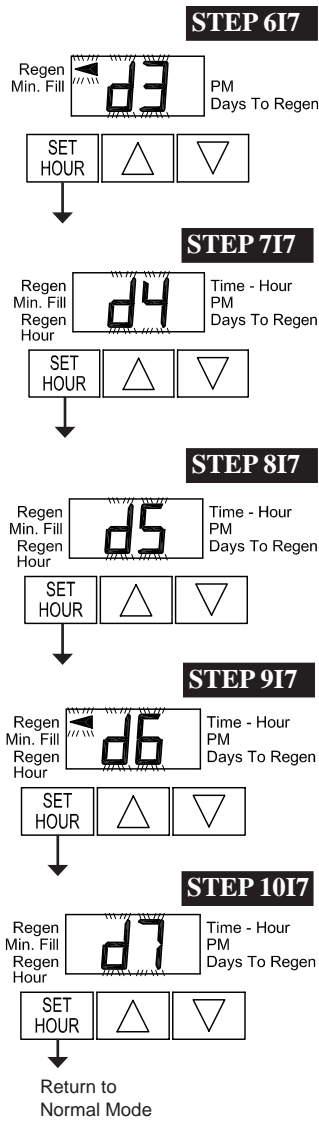 STEP 6I7
Regen
Min. Fill
d3
PM
Days To Regen
SET
HOUR
STEP 7I7
Regen
Min. Fill
Regen
Hour
d4
Time - Hour
PM
Days To Regen
SET
HOUR
STEP 8I7
Regen
Min. Fill
Regen
Hour
d5
Time - Hour
PM
Days To Regen
SET
HOUR
STEP 9I7
Regen
Min. Fill
Regen
Hour
d6
Time - Hour
PM
Days To Regen
SET
HOUR
STEP 10I7
Regen
Min. Fill
Regen
Hour
d7
Time - Hour
PM
Days To Regen
SET
HOUR
Return to
Normal Mode